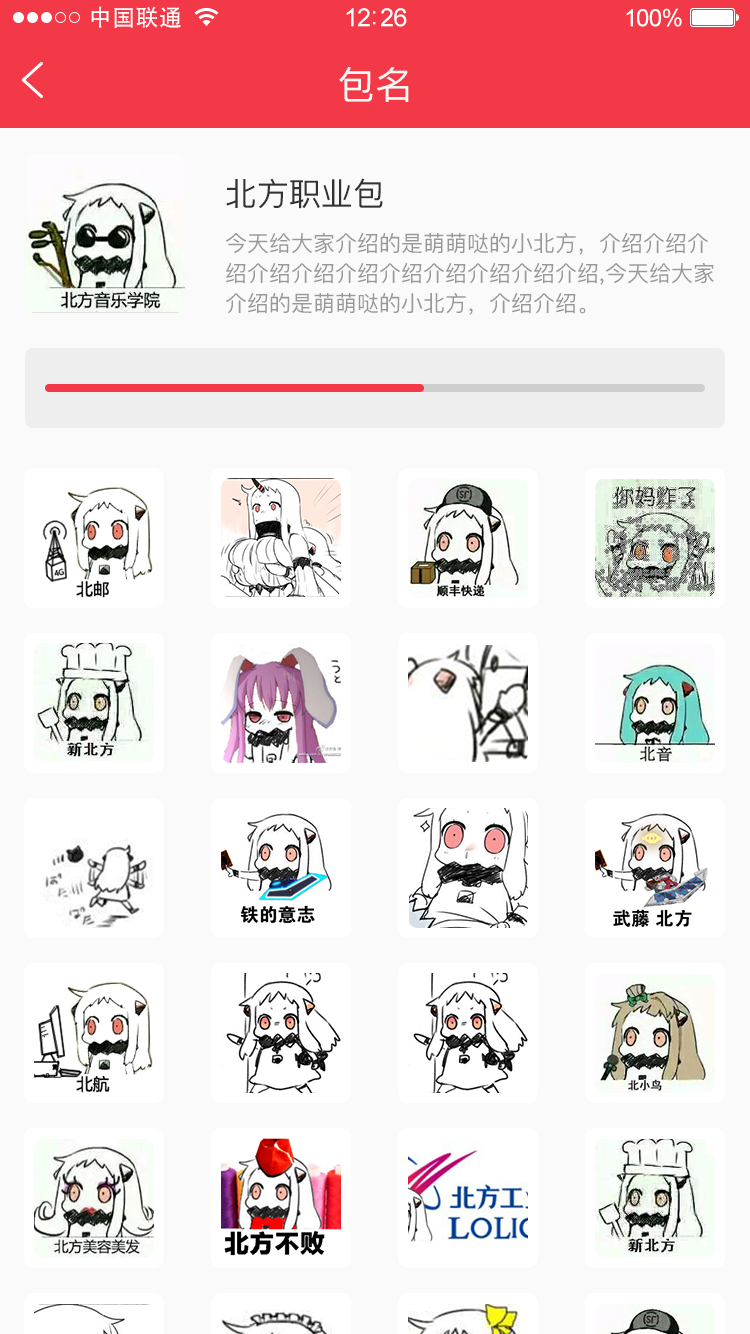 中国联通
12:26
100%
包名
北方职业包
今天给大家介绍的是萌萌哒的小北方，介绍介绍介
绍介绍介绍介绍介绍介绍介绍介绍介绍,今天给大家
介绍的是萌萌哒的小北方，介绍介绍。
北方音乐学院
4G
北邮
SF
顺丰快递
你妈炸了
新北方
北音
铁的意志
武藤 北方
北航
北小鸟
北方美容美发
北方不败
北方工
LOLIC
新北方
SF